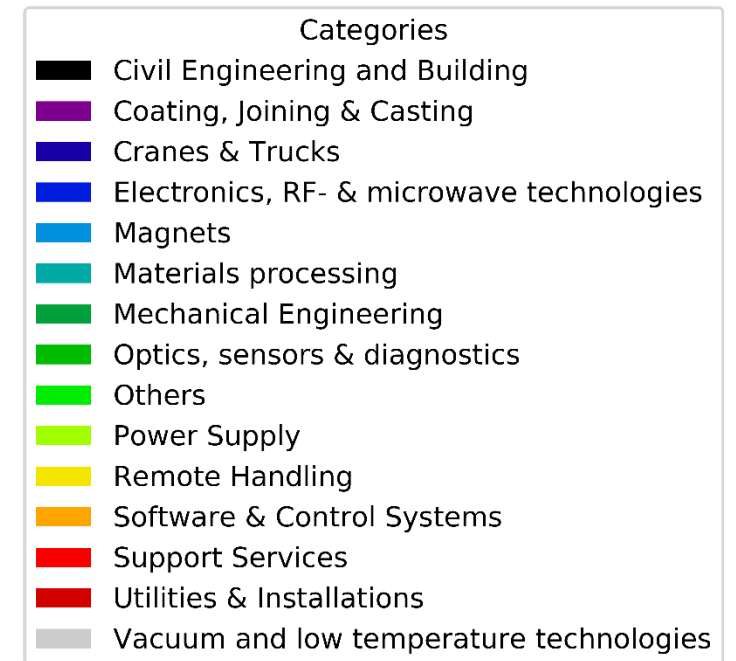 Categories
Civil Engineering and Building
Coating, Joining & Casting
Cranes & Trucks
Electronics, RF- & microwave technologies
Magnets
Materials processing
Mechanical Engineering
Optics, sensors & diagnostics
Others
Power Supply
Remote Handling
Software & Control Systems
Support Services
Utilities & Installations
Vacuum and low temperature technologies